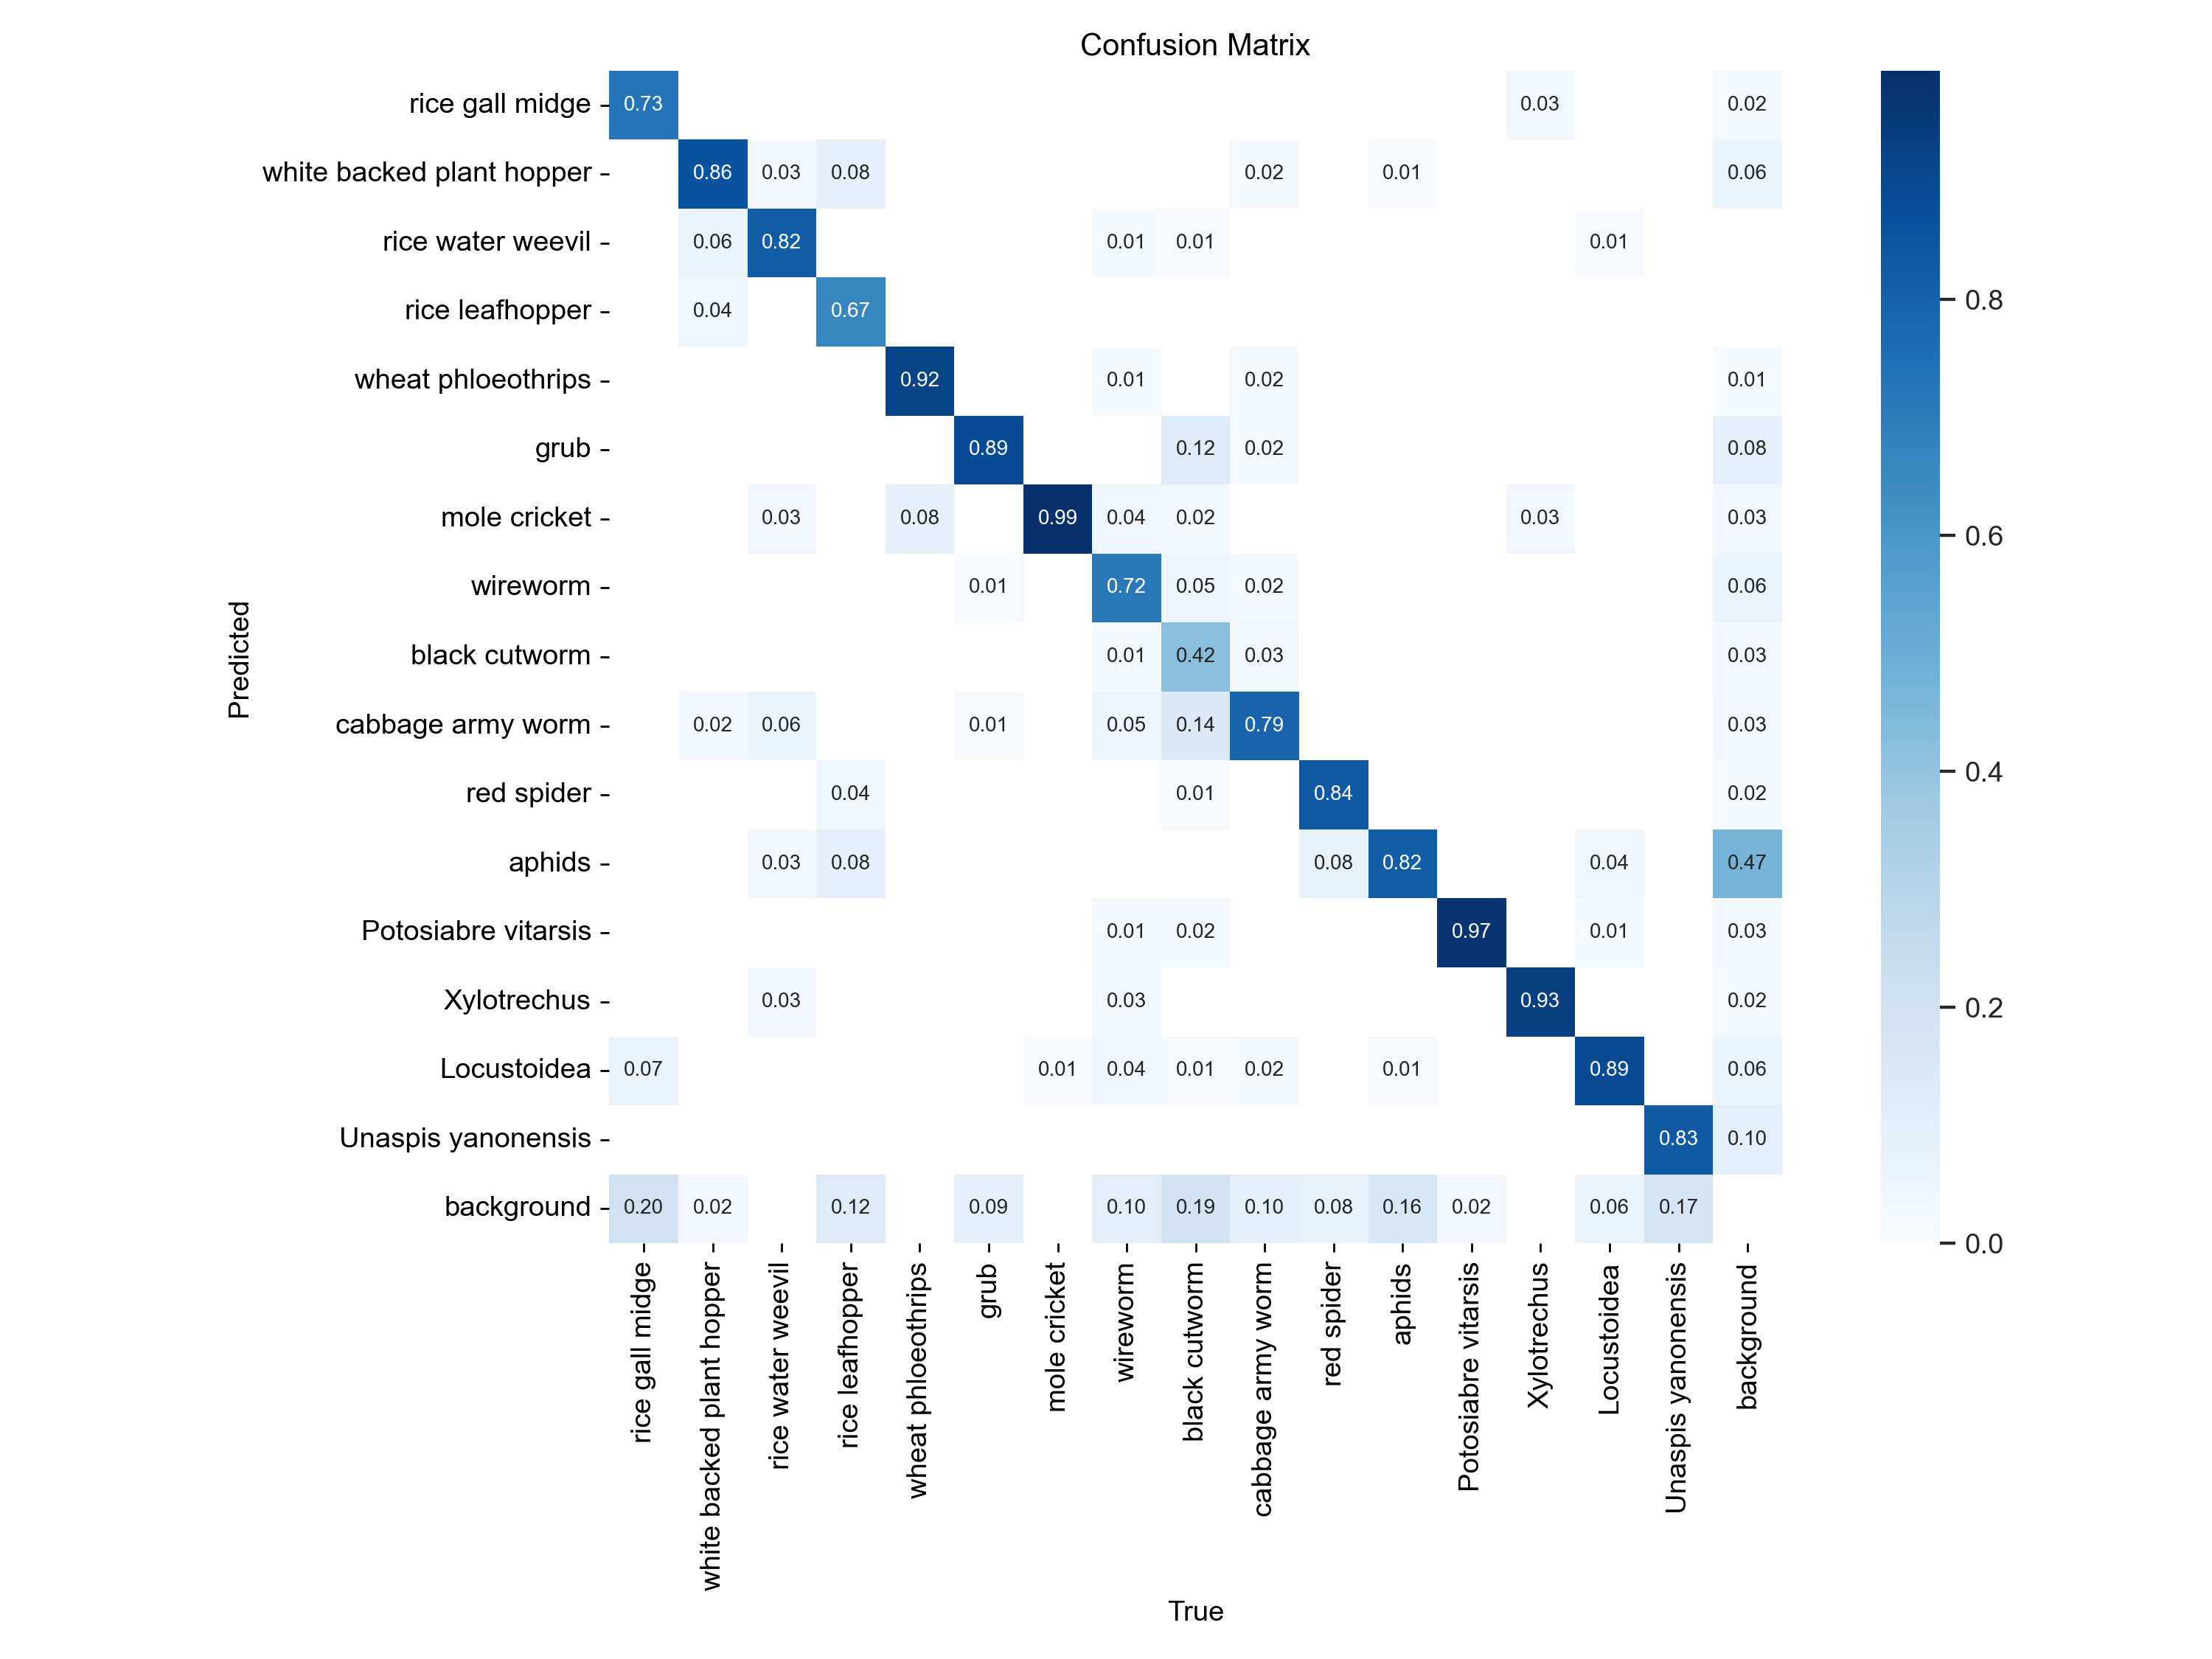 Confusion Matrix
rice gall midge 0.73 0.03 0.02
white backed plant hopper 0.86 0.03 0.08 0.02 0.01 0.06
rice water weevil 0.06 0.82 0.01 0.01 0.01
rice leafhopper 0.04 0.67
wheat phloeothrips 0.92 0.01 0.02 0.01
grub 0.89 0.12 0.02 0.08
mole cricket 0.03 0.08 0.99 0.04 0.02 0.03 0.03
wireworm 0.01 0.72 0.05 0.02 0.06
black cutworm 0.01 0.42 0.03 0.03
cabbage army worm 0.02 0.06 0.01 0.05 0.14 0.79 0.03
red spider 0.04 0.01 0.84 0.02
aphids 0.03 0.08 0.08 0.82 0.04 0.47
Potosiabre vitarsis 0.01 0.02 0.97 0.01 0.03
Xylotrechus 0.03 0.03 0.93 0.02
Locustoidea 0.07 0.01 0.04 0.01 0.02 0.01 0.89 0.06
Unaspis yanonensis 0.83 0.10
background 0.20 0.02 0.12 0.09 0.10 0.19 0.10 0.08 0.16 0.02 0.06 0.17
Predicted
rice gall midge
white backed plant hopper
rice water weevil
rice leafhopper
wheat phloeothrips
grub
mole cricket
wireworm
black cutworm
cabbage army worm
red spider
aphids
Potosiabre vitarsis
Xylotrechus
Locustoidea
Unaspis yanonensis
background
True
0.8
0.6
0.4
0.2
0.0